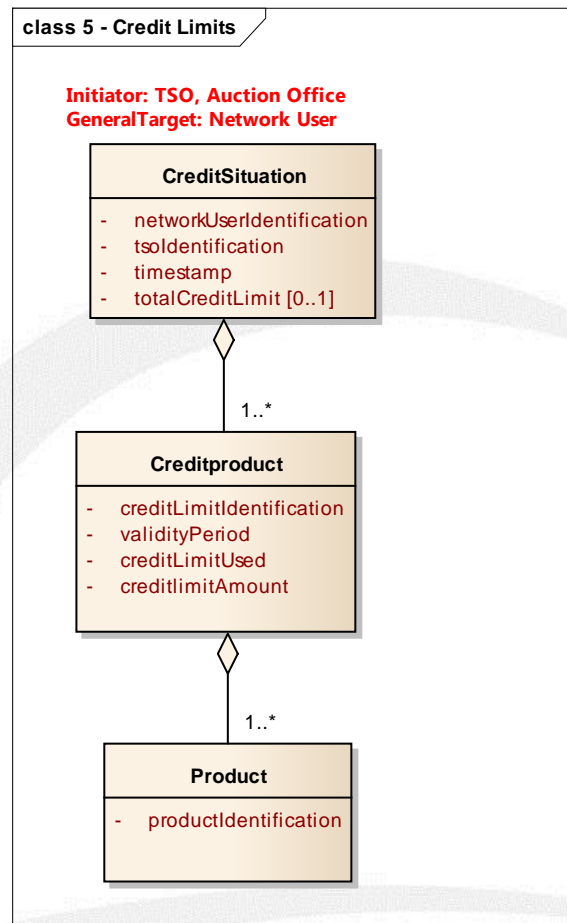 class 5 - Credit Limits
Initiator: TSO, Auction Office
GeneralTarget: Network User
CreditSituation
- networkUserIdentification
- tsoIdentification
- timestamp
- totalCreditLimit [0..1]
1..*
Creditproduct
- creditLimitIdentification
- validityPeriod
- creditLimitUsed
- creditlimitAmount
1..*
Product
- productIdentification